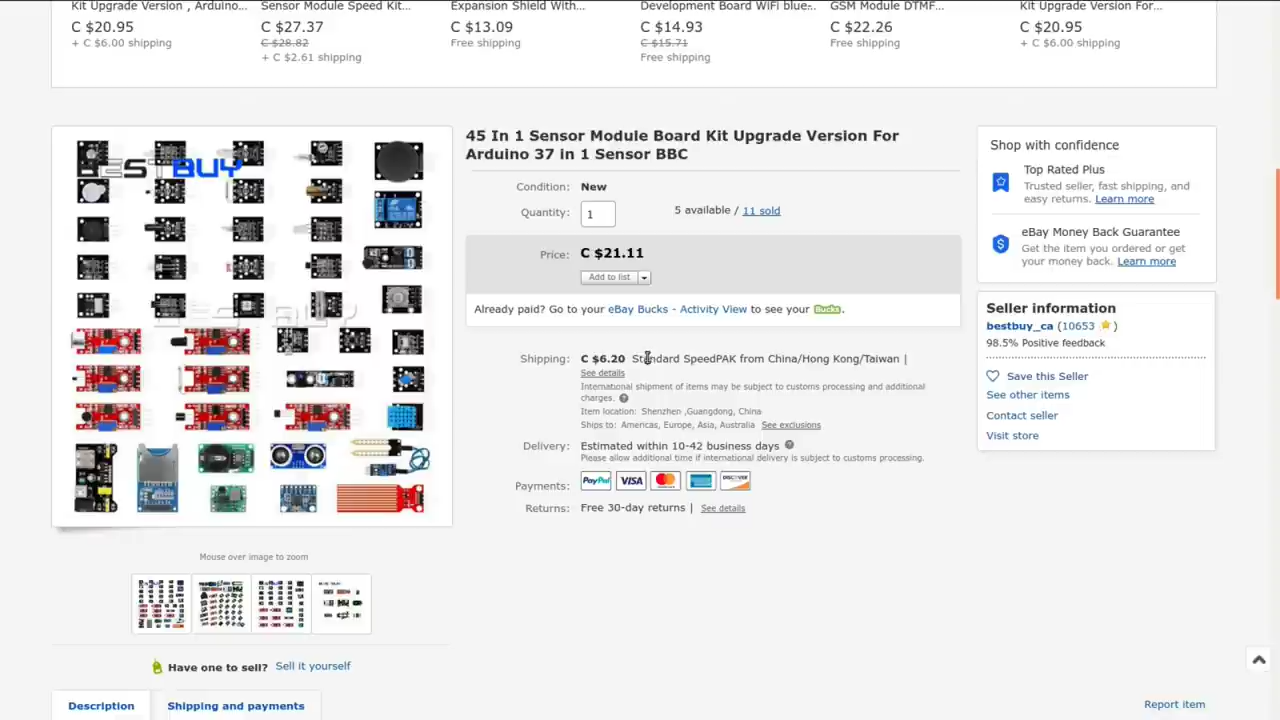 Kit Upgrade Version , Arduino...
C $20.95
+ C $6.00 shipping
Sensor Module Speed Kit...
C $27.37
C $28.82
+ C $2.61 shipping
Expansion Shield With...
C $13.09
Free shipping
Development Board WiFi blue-..
C $14.93
C $15.71
Free shipping
GSM Module DTMF...
C $22.26
Free shipping
Kit Upgrade Version For...
C $20.95
+ C $6.00 shipping
BESTBUY
BEST BUY
Mouse over image to zoom
Have one to sell? Sell it yourself
45 In 1 Sensor Module Board Kit Upgrade Version For
Arduino 37 in 1 Sensor BBC
Condition: New
Quantity: 1 5 available / 11 sold
Price: C $21.11
Add to list
Already paid? Go to your eBay Bucks - Activity View to see your Bucks.
Shipping: C $6.20 Standard SpeedPAK from China/Hong Kong/Taiwan |
See details
International shipment of items may be subject to customs processing and additional
charges. ?
Item location: Shenzhen ,Guangdong, China
Ships to: Americas, Europe, Asia, Australia See exclusions
Delivery: Estimated within 10-42 business days ?
Please allow additional time if international delivery is subject to customs processing.
Payments: PayPal VISA DISCOVER
Returns: Free 30-day returns | See details
Shop with confidence
Top Rated Plus
Trusted seller, fast shipping, and
easy returns. Learn more
eBay Money Back Guarantee
Get the item you ordered or get
your money back. Learn more
Seller information
bestbuy_ca (10653 )
98.5% Positive feedback
Save this Seller
See other items
Contact seller
Visit store
Description
Shipping and payments
Report item